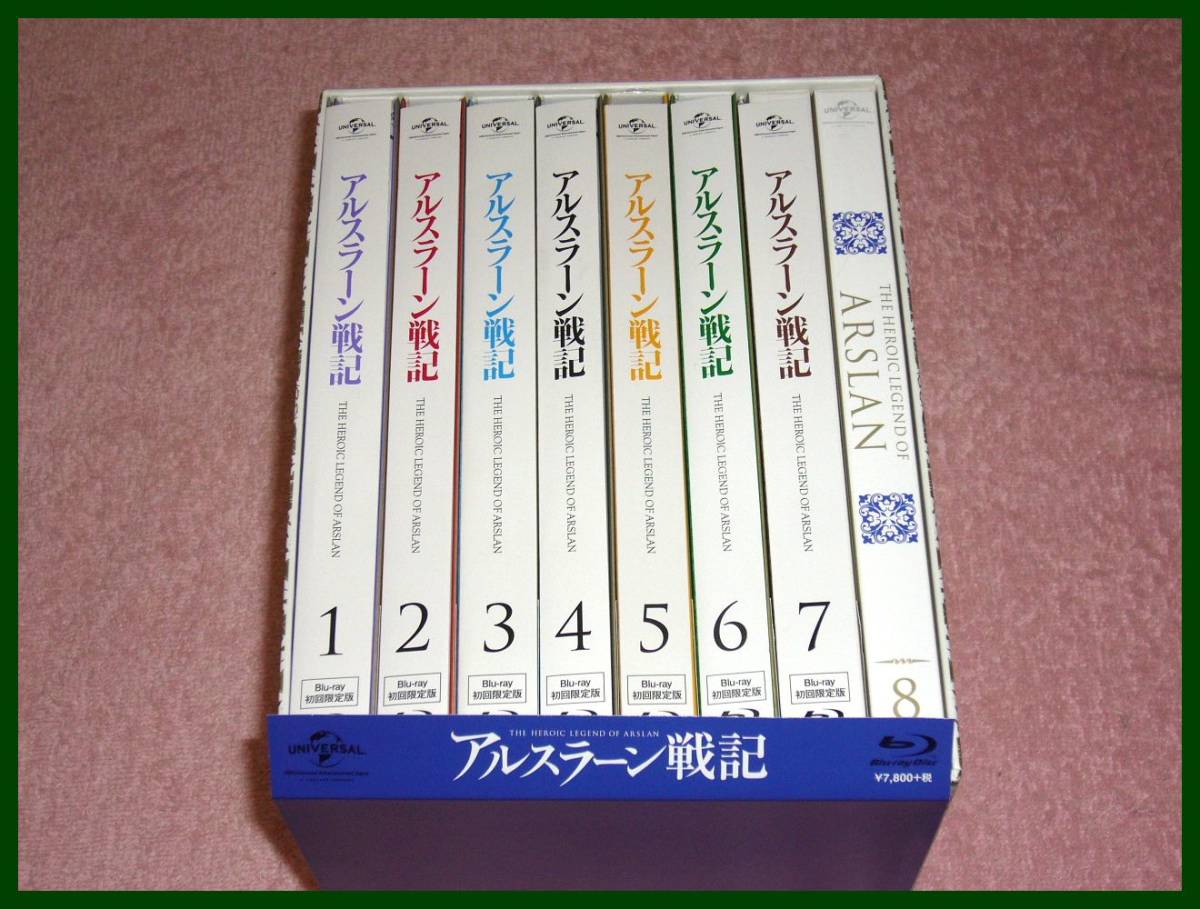 UNIVERSAL
アルスラーン戦記
THE HEROIC LEGEND OF ARSLAN
1
Blu-ray
初回限定版
UNIVERSAL
アルスラーン戦記
THE HEROIC LEGEND OF ARSLAN
2
Blu-ray
初回限定版
UNIVERSAL
アルスラーン戦記
THE HEROIC LEGEND OF ARSLAN
3
Blu-ray
初回限定版
UNIVERSAL
アルスラーン戦記
THE HEROIC LEGEND OF ARSLAN
4
Blu-ray
初回限定版
UNIVERSAL
アルスラーン戦記
THE HEROIC LEGEND OF ARSLAN
5
Blu-ray
初回限定版
UNIVERSAL
アルスラーン戦記
THE HEROIC LEGEND OF ARSLAN
6
Blu-ray
初回限定版
UNIVERSAL
アルスラーン戦記
THE HEROIC LEGEND OF ARSLAN
7
Blu-ray
初回限定版
UNIVERSAL
THE HEROIC LEGEND OF
ARSLAN
8
UNIVERSAL
THE HEROIC LEGEND OF ARSLAN
アルスラーン戦記
Blu-ray Disc
¥7,800+税